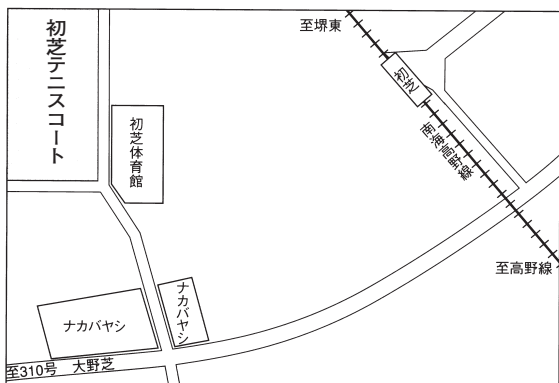 至堺東
初芝テニスコート
初芝
初芝体育館
南海高野線
至高野線
ナカバヤシ
ナカバヤシ
至310号 大野芝